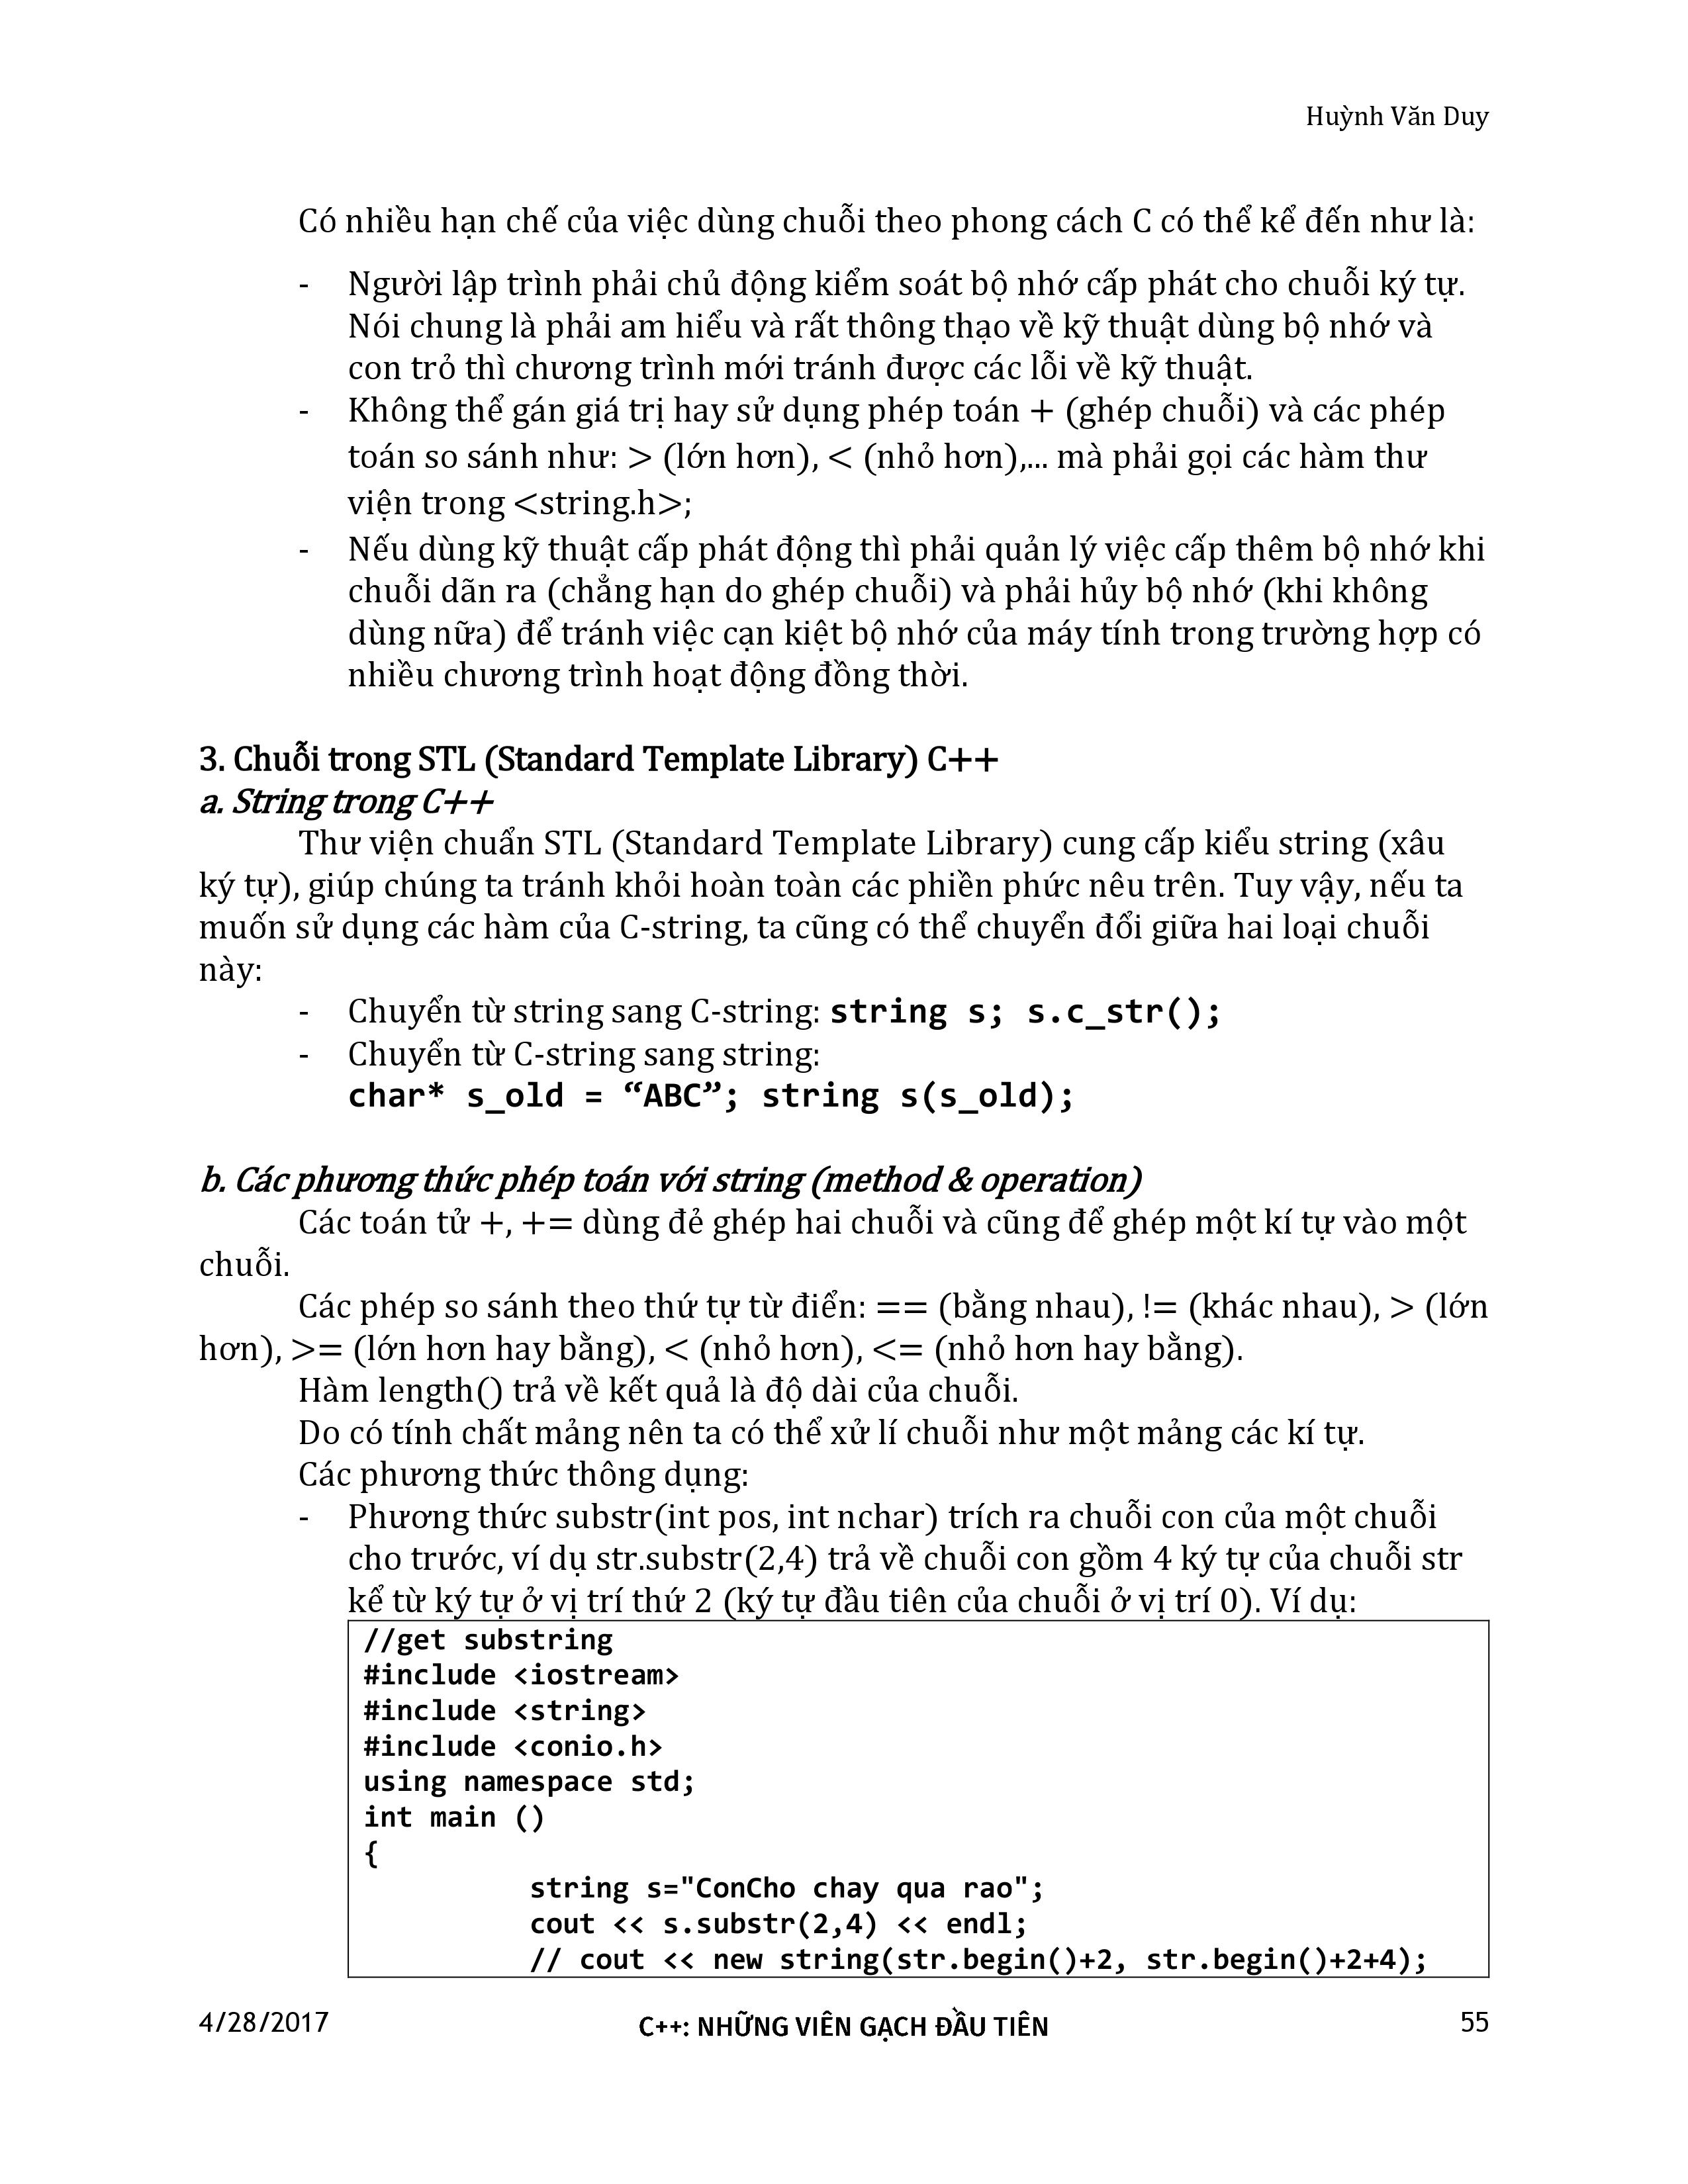 Huỳnh Văn Duy
Có nhiều hạn chế của việc dùng chuỗi theo phong cách C có thể kể đến như là:
- Người lập trình phải chủ động kiểm soát bộ nhớ cấp phát cho chuỗi ký tự.
Nói chung là phải am hiểu và rất thông thạo về kỹ thuật dùng bộ nhớ và
con trỏ thì chương trình mới tránh được các lỗi về kỹ thuật.
- Không thể gán giá trị hay sử dụng phép toán + (ghép chuỗi) và các phép
toán so sánh như: > (lớn hơn), < (nhỏ hơn),... mà phải gọi các hàm thư
viện trong <string.h>;
- Nếu dùng kỹ thuật cấp phát động thì phải quản lý việc cấp thêm bộ nhớ khi
chuỗi dãn ra (chẳng hạn do ghép chuỗi) và phải hủy bộ nhớ (khi không
dùng nữa) để tránh việc cạn kiệt bộ nhớ của máy tính trong trường hợp có
nhiều chương trình hoạt động đồng thời.
3. Chuỗi trong STL (Standard Template Library) C++
a. String trong C++
Thư viện chuẩn STL (Standard Template Library) cung cấp kiểu string (xâu
ký tự), giúp chúng ta tránh khỏi hoàn toàn các phiền phức nêu trên. Tuy vậy, nếu ta
muốn sử dụng các hàm của C-string, ta cũng có thể chuyển đổi giữa hai loại chuỗi
này:
- Chuyển từ string sang C-string: string s; s.c_str();
- Chuyển từ C-string sang string:
char* s_old = “ABC”; string s(s_old);
b. Các phương thức phép toán với string (method & operation)
Các toán tử +, += dùng đẻ ghép hai chuỗi và cũng để ghép một kí tự vào một
chuỗi.
Các phép so sánh theo thứ tự từ điển: == (bằng nhau), != (khác nhau), > (lớn
hơn), >= (lớn hơn hay bằng), < (nhỏ hơn), <= (nhỏ hơn hay bằng).
Hàm length() trả về kết quả là độ dài của chuỗi.
Do có tính chất mảng nên ta có thể xử lí chuỗi như một mảng các kí tự.
Các phương thức thông dụng:
- Phương thức substr(int pos, int nchar) trích ra chuỗi con của một chuỗi
cho trước, ví dụ str.substr(2,4) trả về chuỗi con gồm 4 ký tự của chuỗi str
kể từ ký tự ở vị trí thứ 2 (ký tự đầu tiên của chuỗi ở vị trí 0). Ví dụ:
//get substring
#include <iostream>
#include <string>
#include <conio.h>
using namespace std;
int main ()
{
string s="ConCho chay qua rao";
cout << s.substr(2,4) << endl;
// cout << new string(str.begin()+2, str.begin()+2+4);
4/28/2017 C++: NHỮNG VIÊN GẠCH ĐẦU TIÊN 55